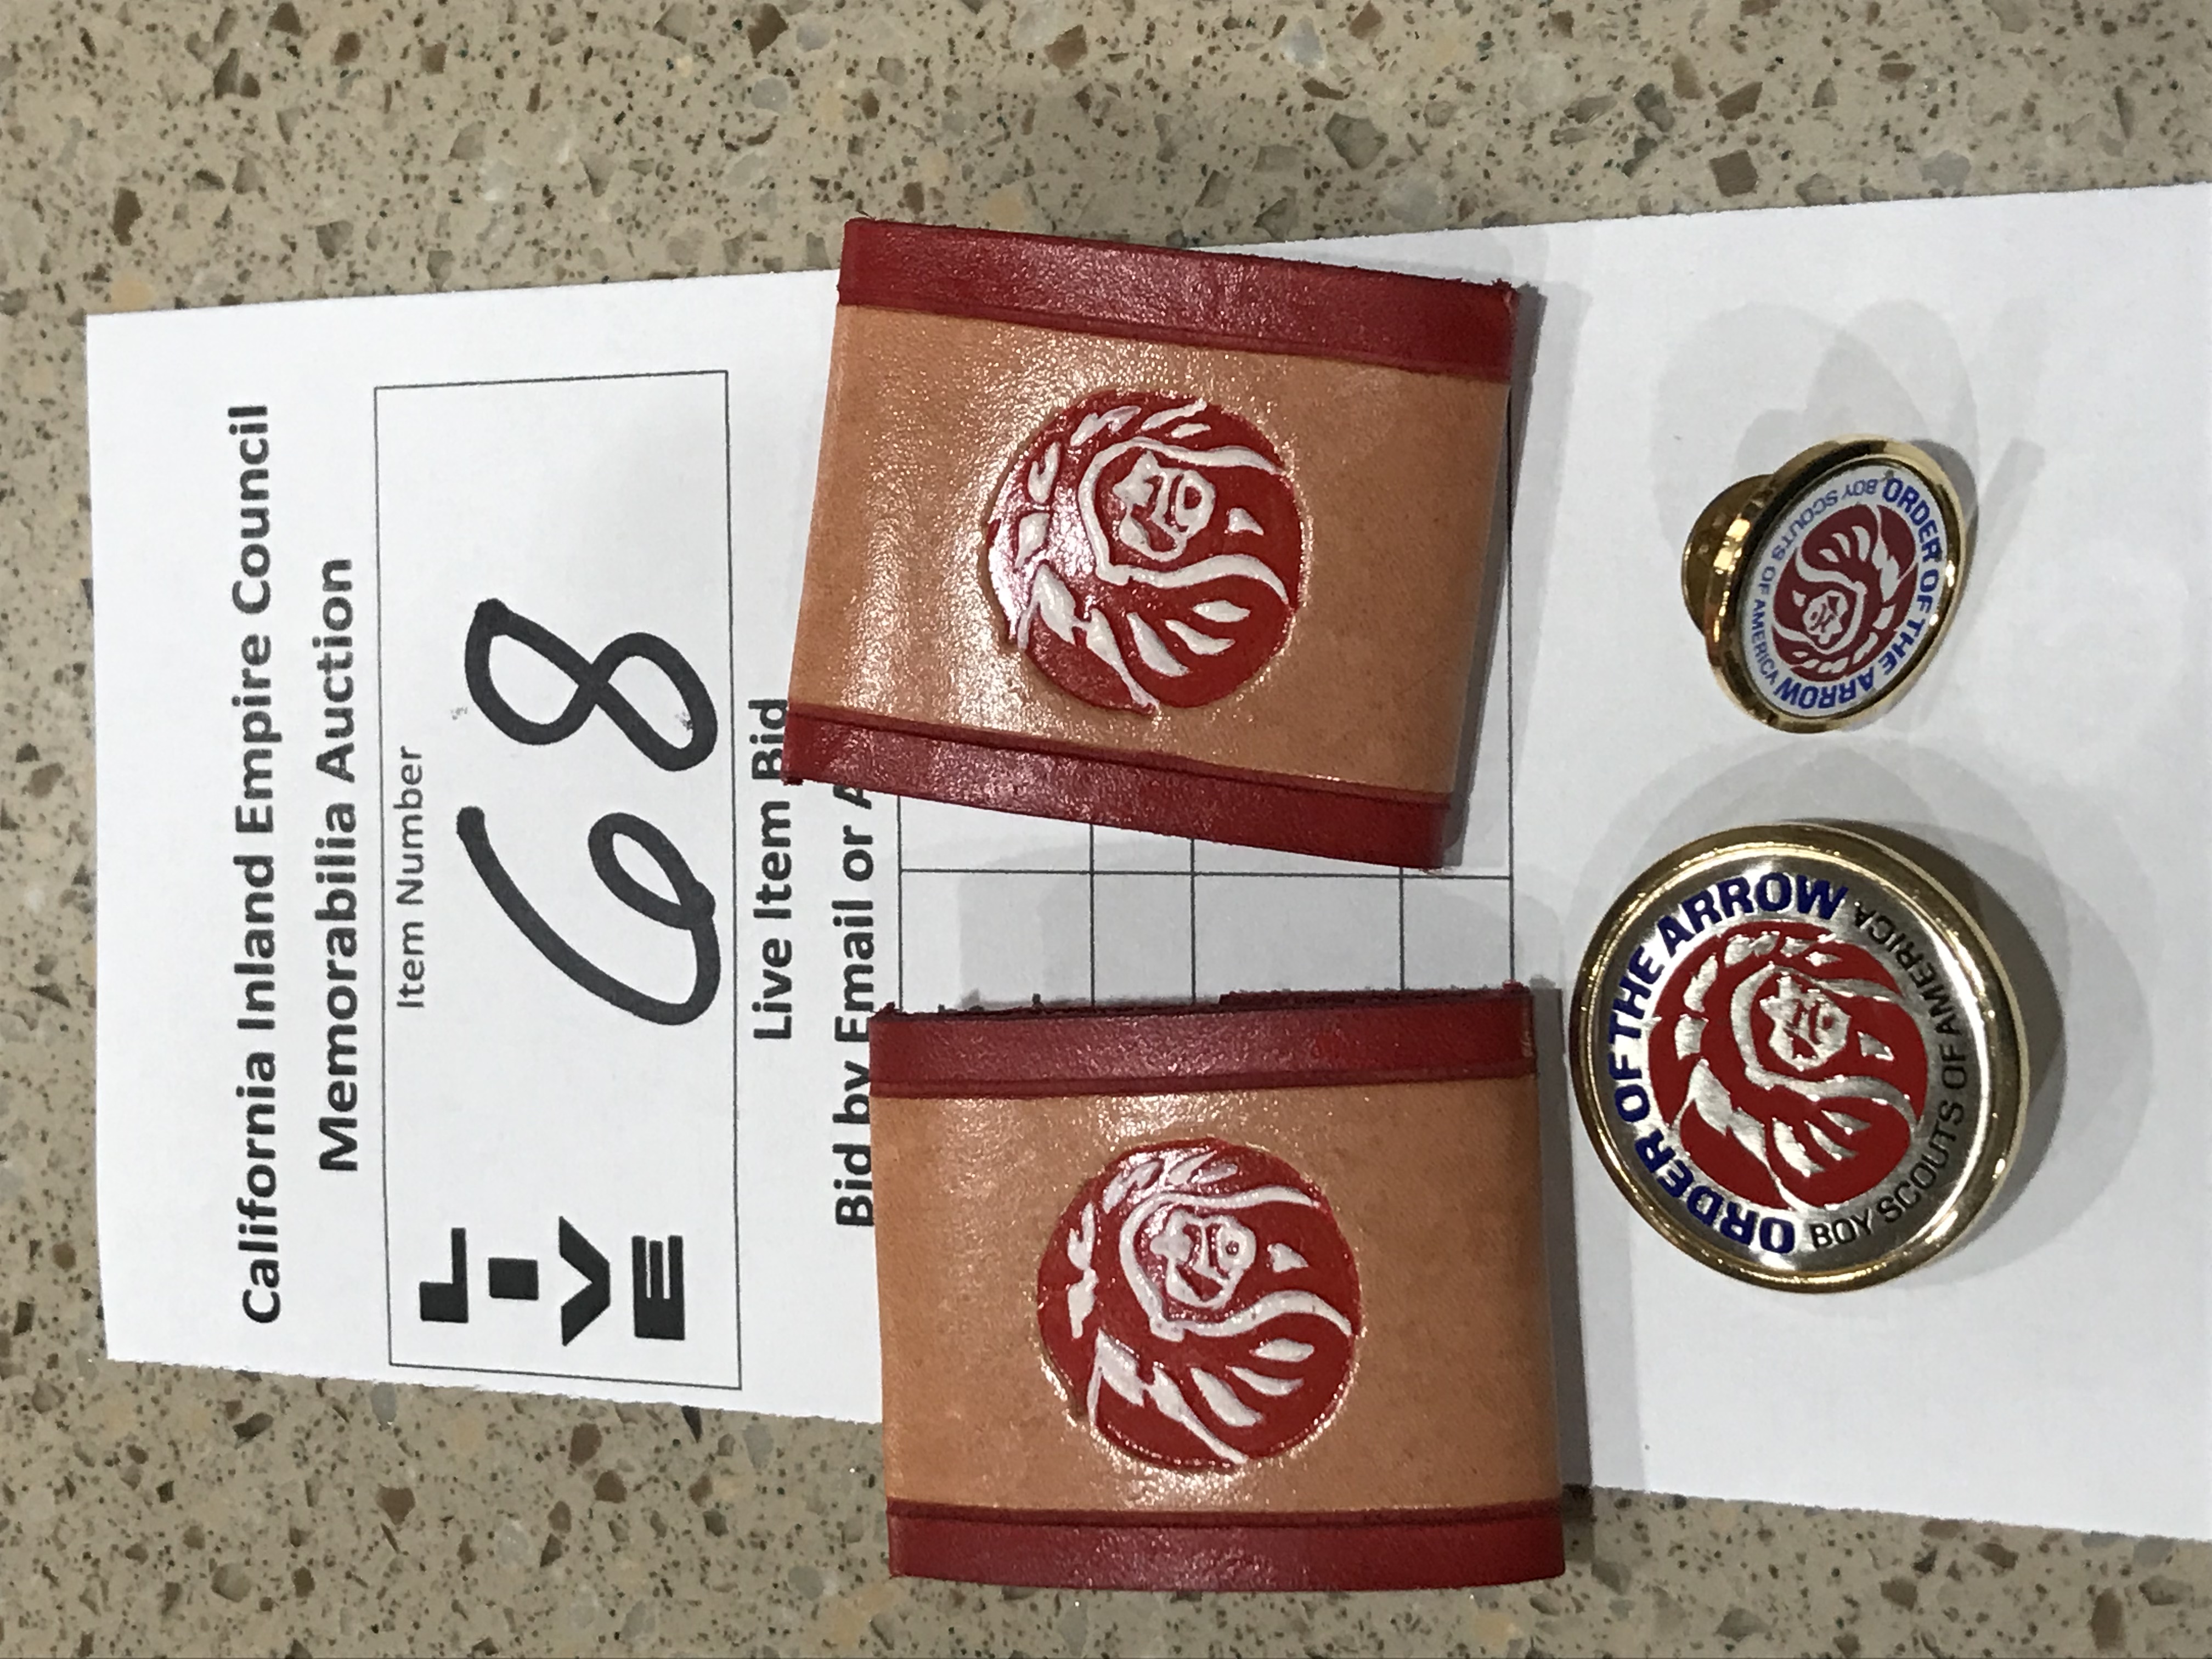 California Inland Empire Council
Memorabilia Auction
Item Number
LIVE
68
Live Item Bid
Bid by Email or
ORDER OF THE ARROW
BOY SCOUTS OF AMERICA
ORDER OF THE ARROW
BOY SCOUTS OF AMERICA